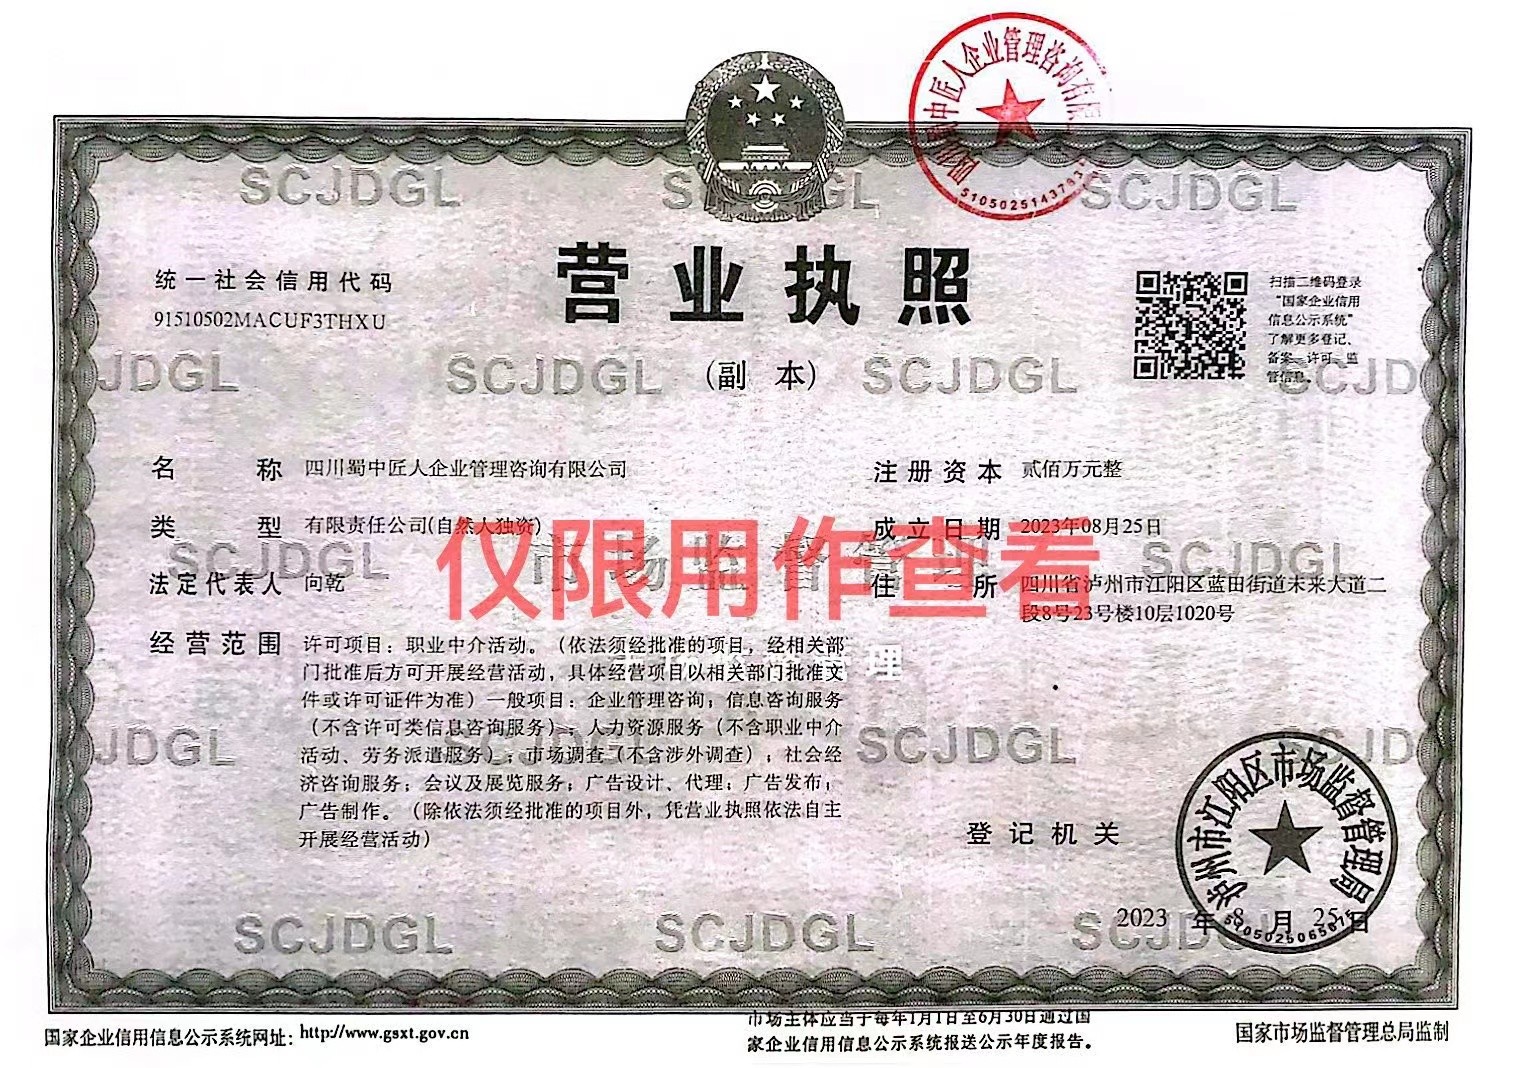 四川蜀中匠人企业管理咨询有限
5105025143783
营业执照
(副 本)
统一社会信用代码
91510502MACUF3THXU
扫描二维码登录
“国家企业信用
信息公示系统”
了解更多登记、
备案、许可、监
管信息。
名 称 四川蜀中匠人企业管理咨询有限公司
类 型 有限责任公司(自然人独资)
法定代表人 向乾
经营范围 许可项目：职业中介活动。（依法须经批准的项目，经相关部
门批准后方可开展经营活动，具体经营项目以相关部门批准文
件或许可证件为准）一般项目：企业管理咨询；信息咨询服务
（不含许可类信息咨询服务）；人力资源服务（不含职业中介
活动、劳务派遣服务）；市场调查（不含涉外调查）；社会经
济咨询服务；会议及展览服务；广告设计、代理；广告发布；
广告制作。（除依法须经批准的项目外，凭营业执照依法自主
开展经营活动）
注册资本 贰佰万元整
成立日期 2023年08月25日
住 所 四川省泸州市江阳区蓝田街道未来大道二
段8号23号楼10层1020号
仅限用作查看
市场监督管理
理
SCJDGL
SCJDGL
SCJDGL
JDGL
SCJDGL
SCJDGL
SCJD
SCJDGL
SCJDGL
JDGL
SCJDGL
SCJDGL
SCJDGL
SCJDGL
登记机关
泸州市江阳区市场监督管理局
2023 年 8 月 25 日
国家企业信用信息公示系统网址：http://www.gsxt.gov.cn
市场主体应当于每年1月1日至6月30日通过国
家企业信用信息公示系统报送公示年度报告。
国家市场监督管理总局监制